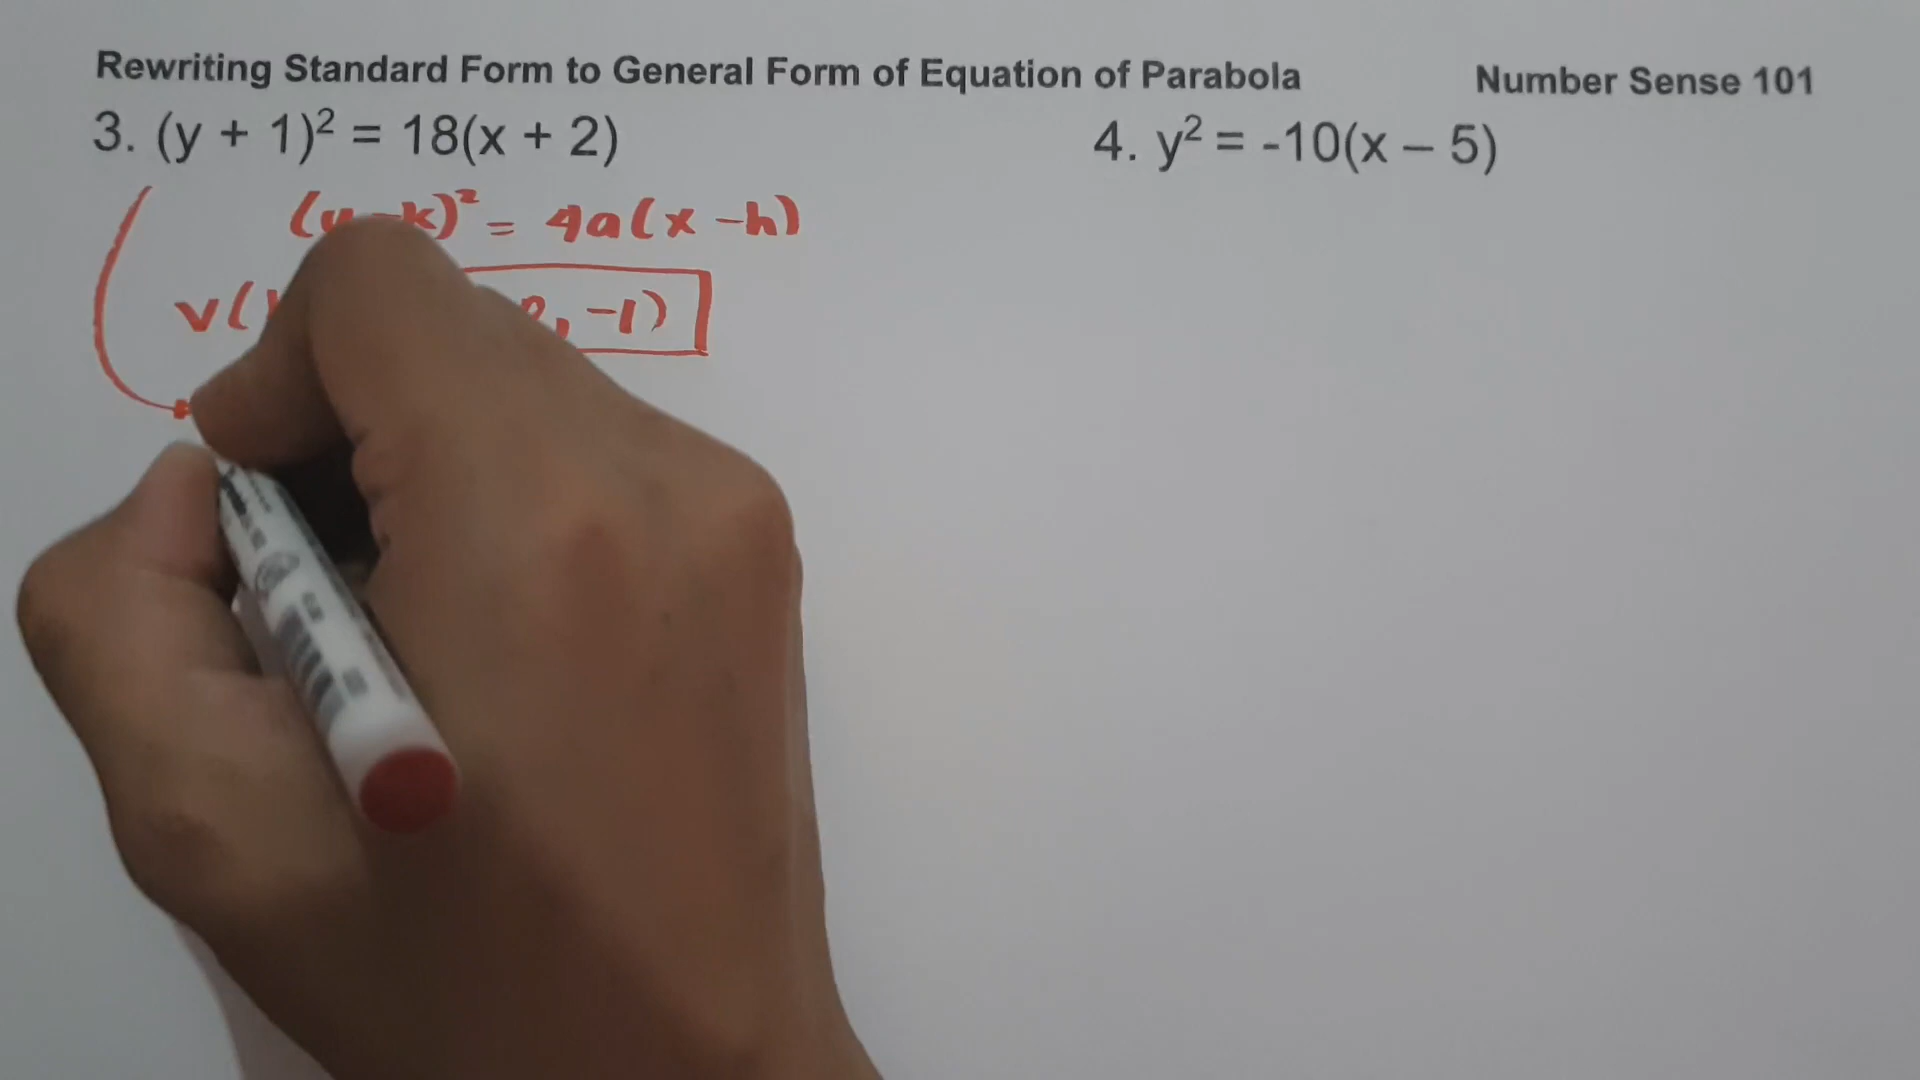 Rewriting Standard Form to General Form of Equation of Parabola
Number Sense 101
3. (y + 1)² = 18(x + 2)
4. y² = -10(x – 5)
(y -k)² = 4a(x -h)
v( , -1)